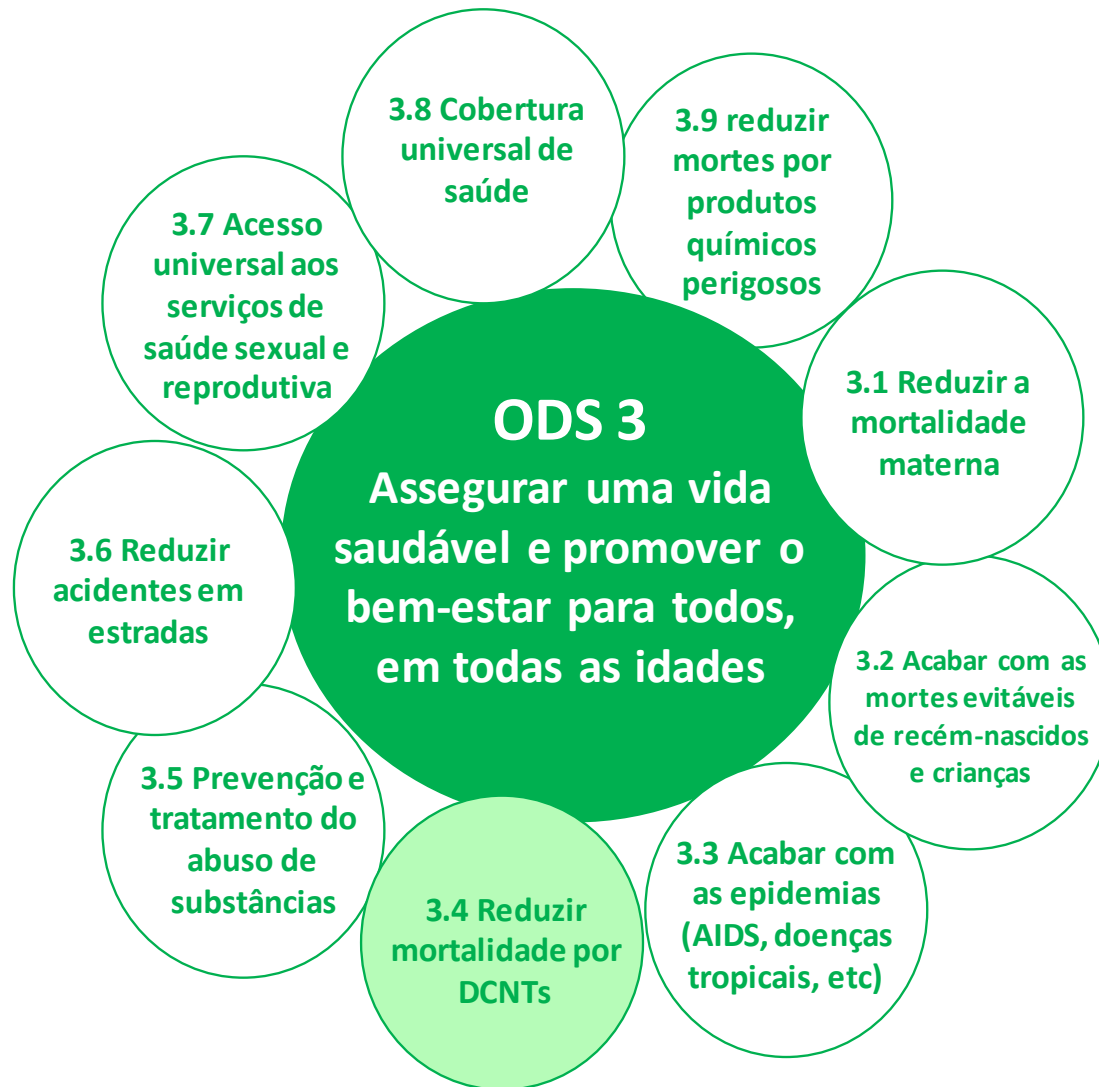 ODS 3
Assegurar uma vida
saudável e promover o
bem-estar para todos,
em todas as idades
3.1 Reduzir a
mortalidade
materna
3.2 Acabar com as
mortes evitáveis
de recém-nascidos
e crianças
3.3 Acabar com
as epidemias
(AIDS, doenças
tropicais, etc)
3.4 Reduzir
mortalidade por
DCNTs
3.5 Prevenção e
tratamento do
abuso de
substâncias
3.6 Reduzir
acidentes em
estradas
3.7 Acesso
universal aos
serviços de
saúde sexual e
reprodutiva
3.8 Cobertura
universal de
saúde
3.9 reduzir
mortes por
produtos
químicos
perigosos